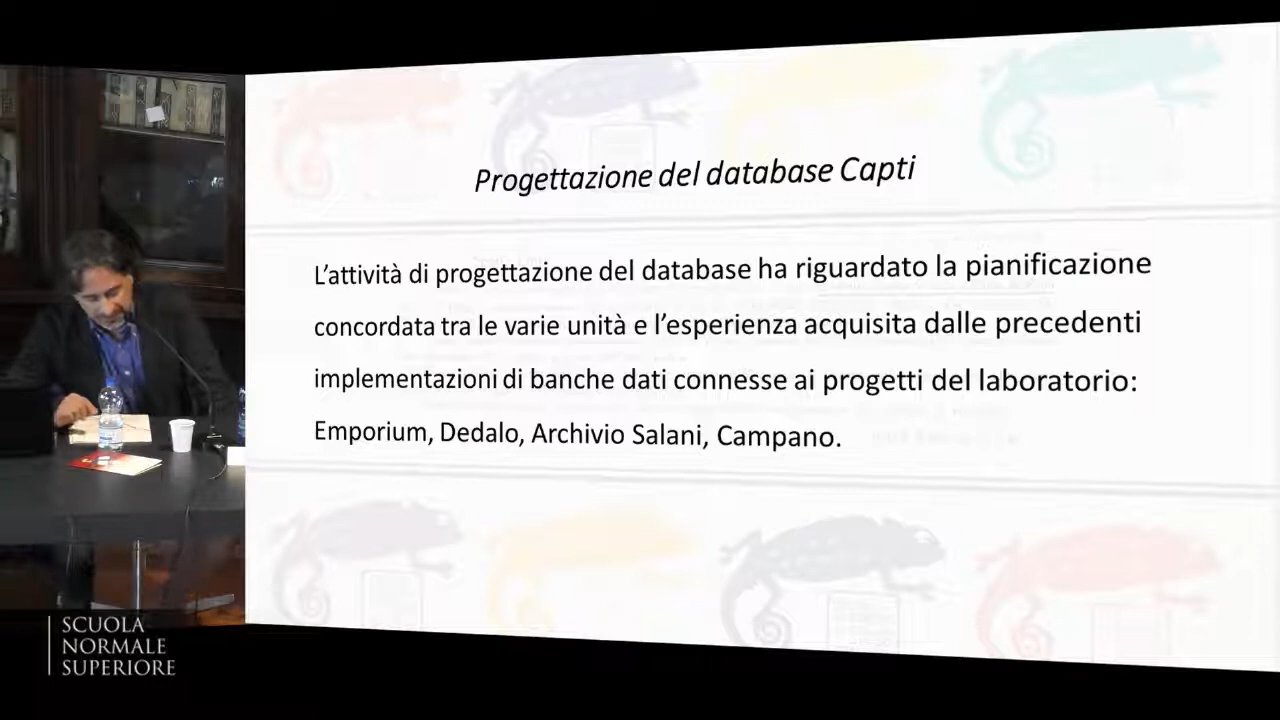 Progettazione del database Capti
L’attività di progettazione del database ha riguardato la pianificazione
concordata tra le varie unità e l’esperienza acquisita dalle precedenti
implementazioni di banche dati connesse ai progetti del laboratorio:
Emporium, Dedalo, Archivio Salani, Campano.
SCUOLA
NORMALE
SUPERIORE